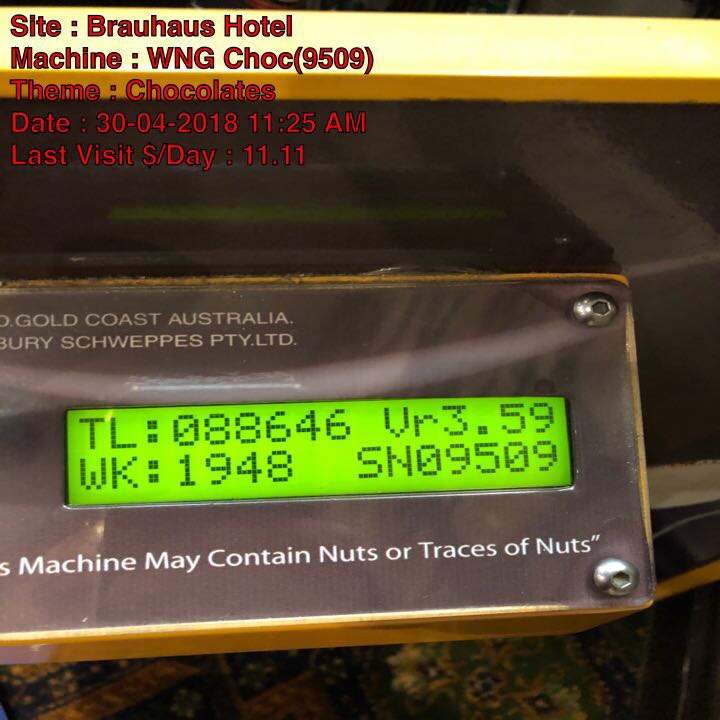 Site : Brauhaus Hotel
Machine : WNG Choc(9509)
Theme : Chocolates
Date : 30-04-2018 11:25 AM
Last Visit $/Day : 11.11
GOLD COAST AUSTRALIA.
SCHWEPPES PTY.LTD.
TL:088646 Vr3.59
WK:1948 SN09509
Machine May Contain Nuts or Traces of Nuts”